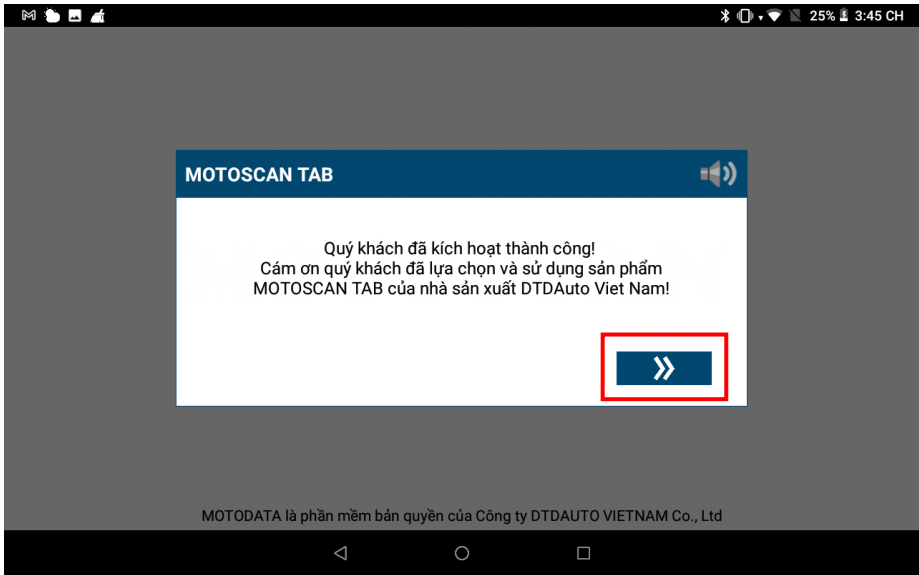 25% 3:45 CH
MOTOSCAN TAB
Quý khách đã kích hoạt thành công!
Cám ơn quý khách đã lựa chọn và sử dụng sản phẩm
MOTOSCAN TAB của nhà sản xuất DTDAuto Viet Nam!
MOTODATA là phần mềm bản quyền của Công ty DTDAUTO VIETNAM Co., Ltd